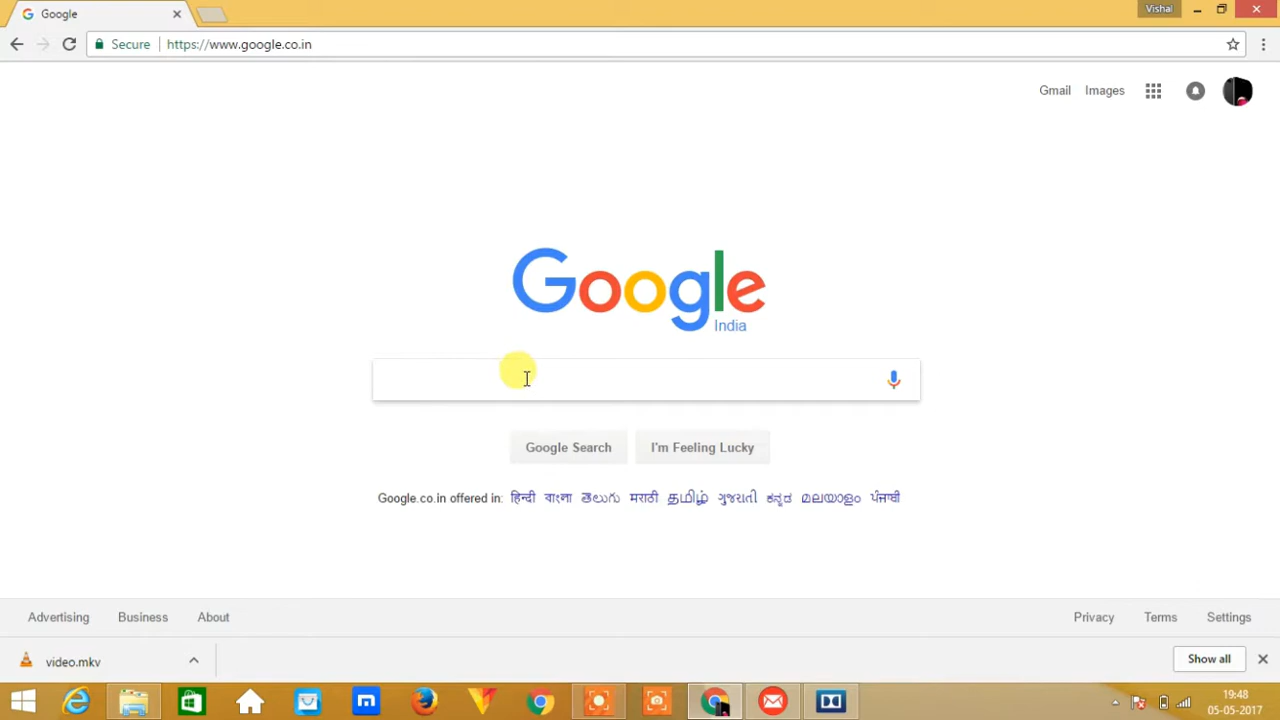 Google
Vishal
Secure
https://www.google.co.in
Gmail
Images
Google
India
Google Search
I'm Feeling Lucky
Google.co.in offered in: हिन्दी বাংলা తెలుగు मराठी தமிழ் ગુજરાતી ಕನ್ನಡ മലയാളം ਪੰਜਾਬੀ
Advertising
Business
About
Privacy
Terms
Settings
video.mkv
Show all
19:48
05-05-2017